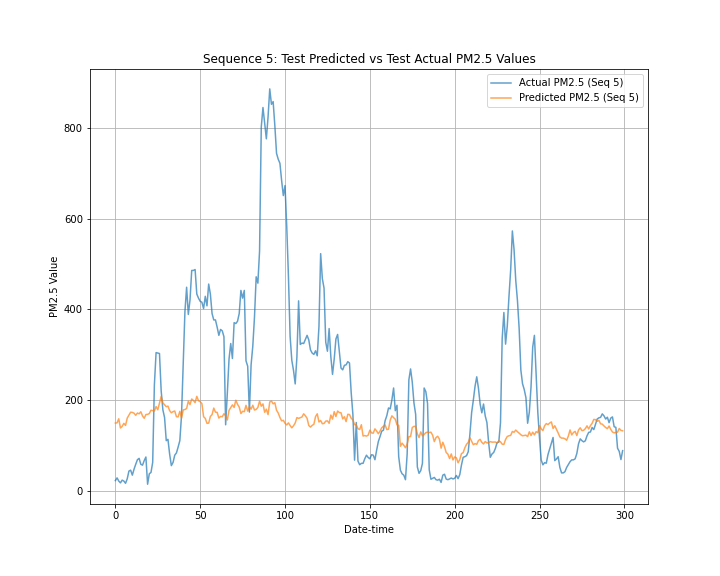 Sequence 5: Test Predicted vs Test Actual PM2.5 Values
Actual PM2.5 (Seq 5)
Predicted PM2.5 (Seq 5)
PM2.5 Value
800
600
400
200
0
0 50 100 150 200 250 300
Date-time